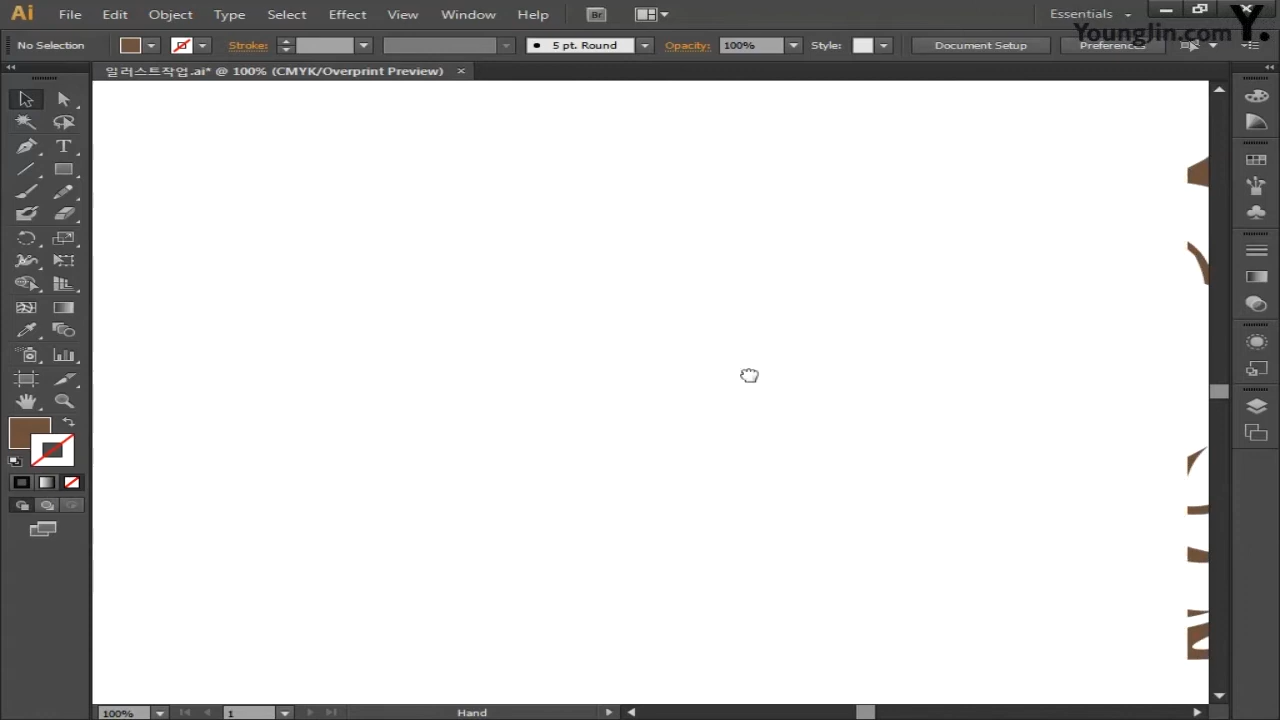 Ai File Edit Object Type Select Effect View Window Help Br Essentials
YoungJin.com Y.
No Selection Stroke: 5 pt. Round Opacity: 100% Style: Document Setup Preferences
일러스트작업.ai* @ 100% (CMYK/Overprint Preview) ×
T
100% 1 Hand